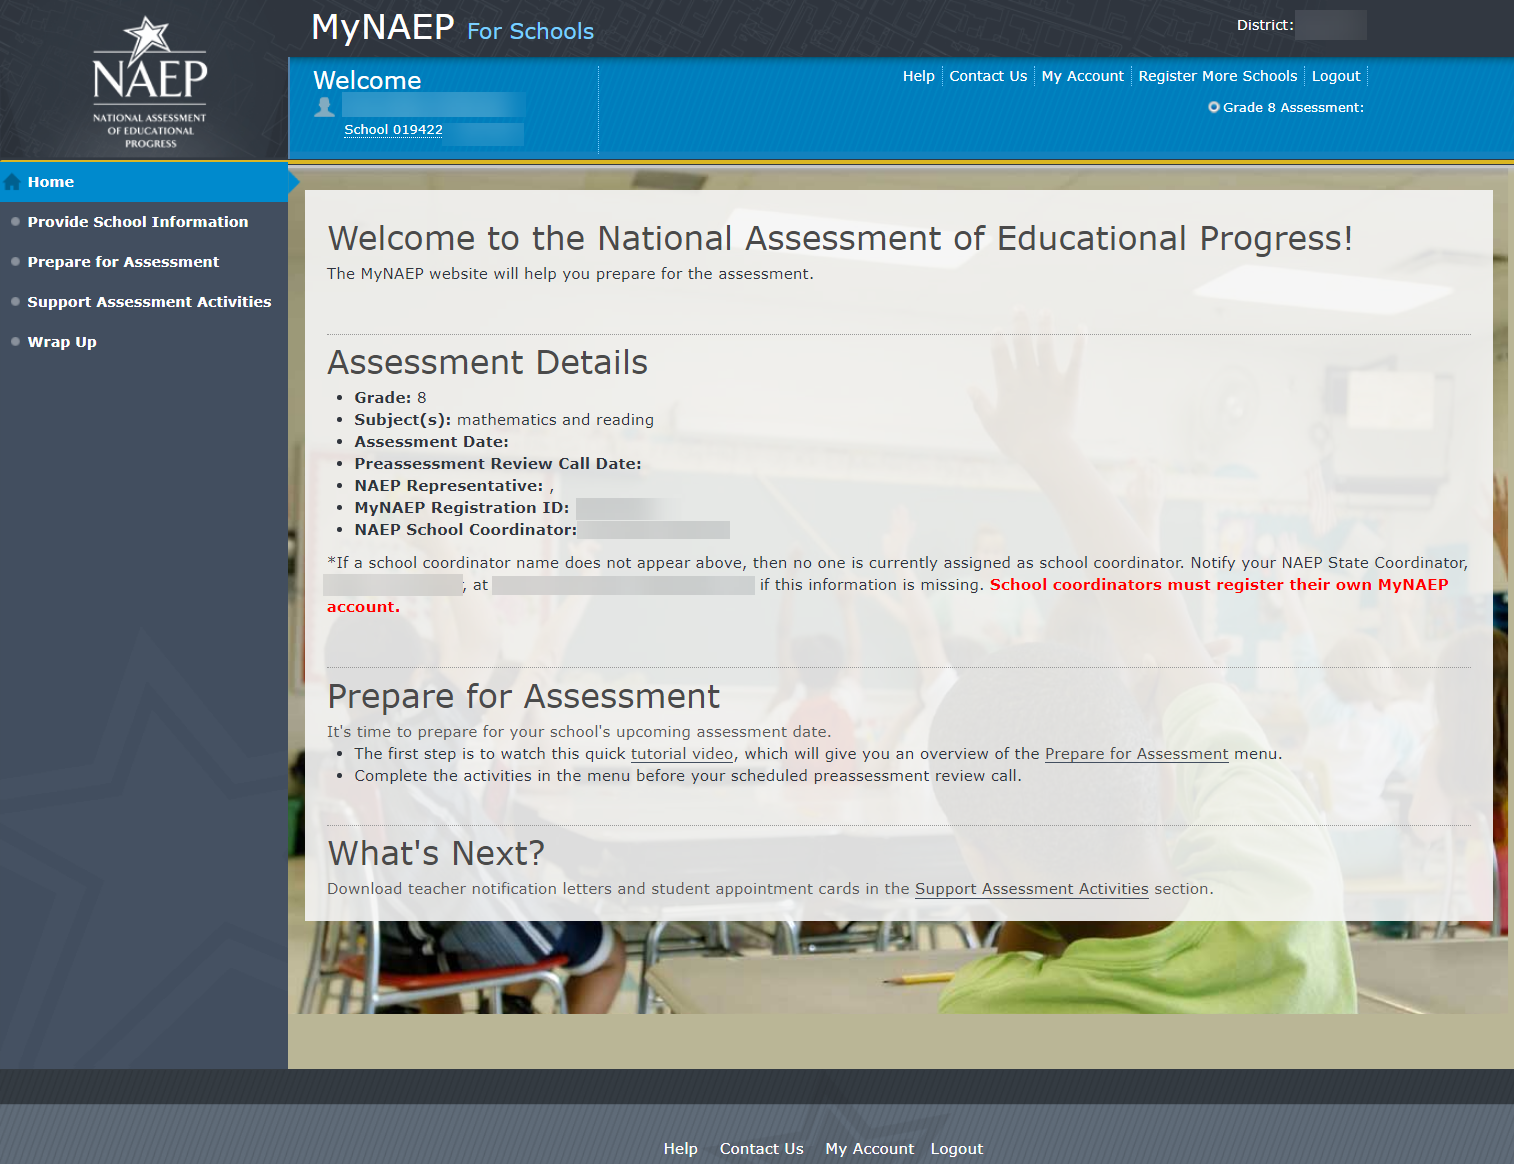 NAEP
NATIONAL ASSESSMENT
OF EDUCATIONAL
PROGRESS
MyNAEP For Schools
District:
Welcome
School 019422
Help Contact Us My Account Register More Schools Logout
Grade 8 Assessment:
Home
Provide School Information
Prepare for Assessment
Support Assessment Activities
Wrap Up
Welcome to the National Assessment of Educational Progress!
The MyNAEP website will help you prepare for the assessment.
Assessment Details
• Grade: 8
• Subject(s): mathematics and reading
• Assessment Date:
• Preassessment Review Call Date:
• NAEP Representative: ,
• MyNAEP Registration ID:
• NAEP School Coordinator:
*If a school coordinator name does not appear above, then no one is currently assigned as school coordinator. Notify your NAEP State Coordinator,
, at if this information is missing. School coordinators must register their own MyNAEP
account.
Prepare for Assessment
It's time to prepare for your school's upcoming assessment date.
• The first step is to watch this quick tutorial video, which will give you an overview of the Prepare for Assessment menu.
• Complete the activities in the menu before your scheduled preassessment review call.
What's Next?
Download teacher notification letters and student appointment cards in the Support Assessment Activities section.
Help Contact Us My Account Logout